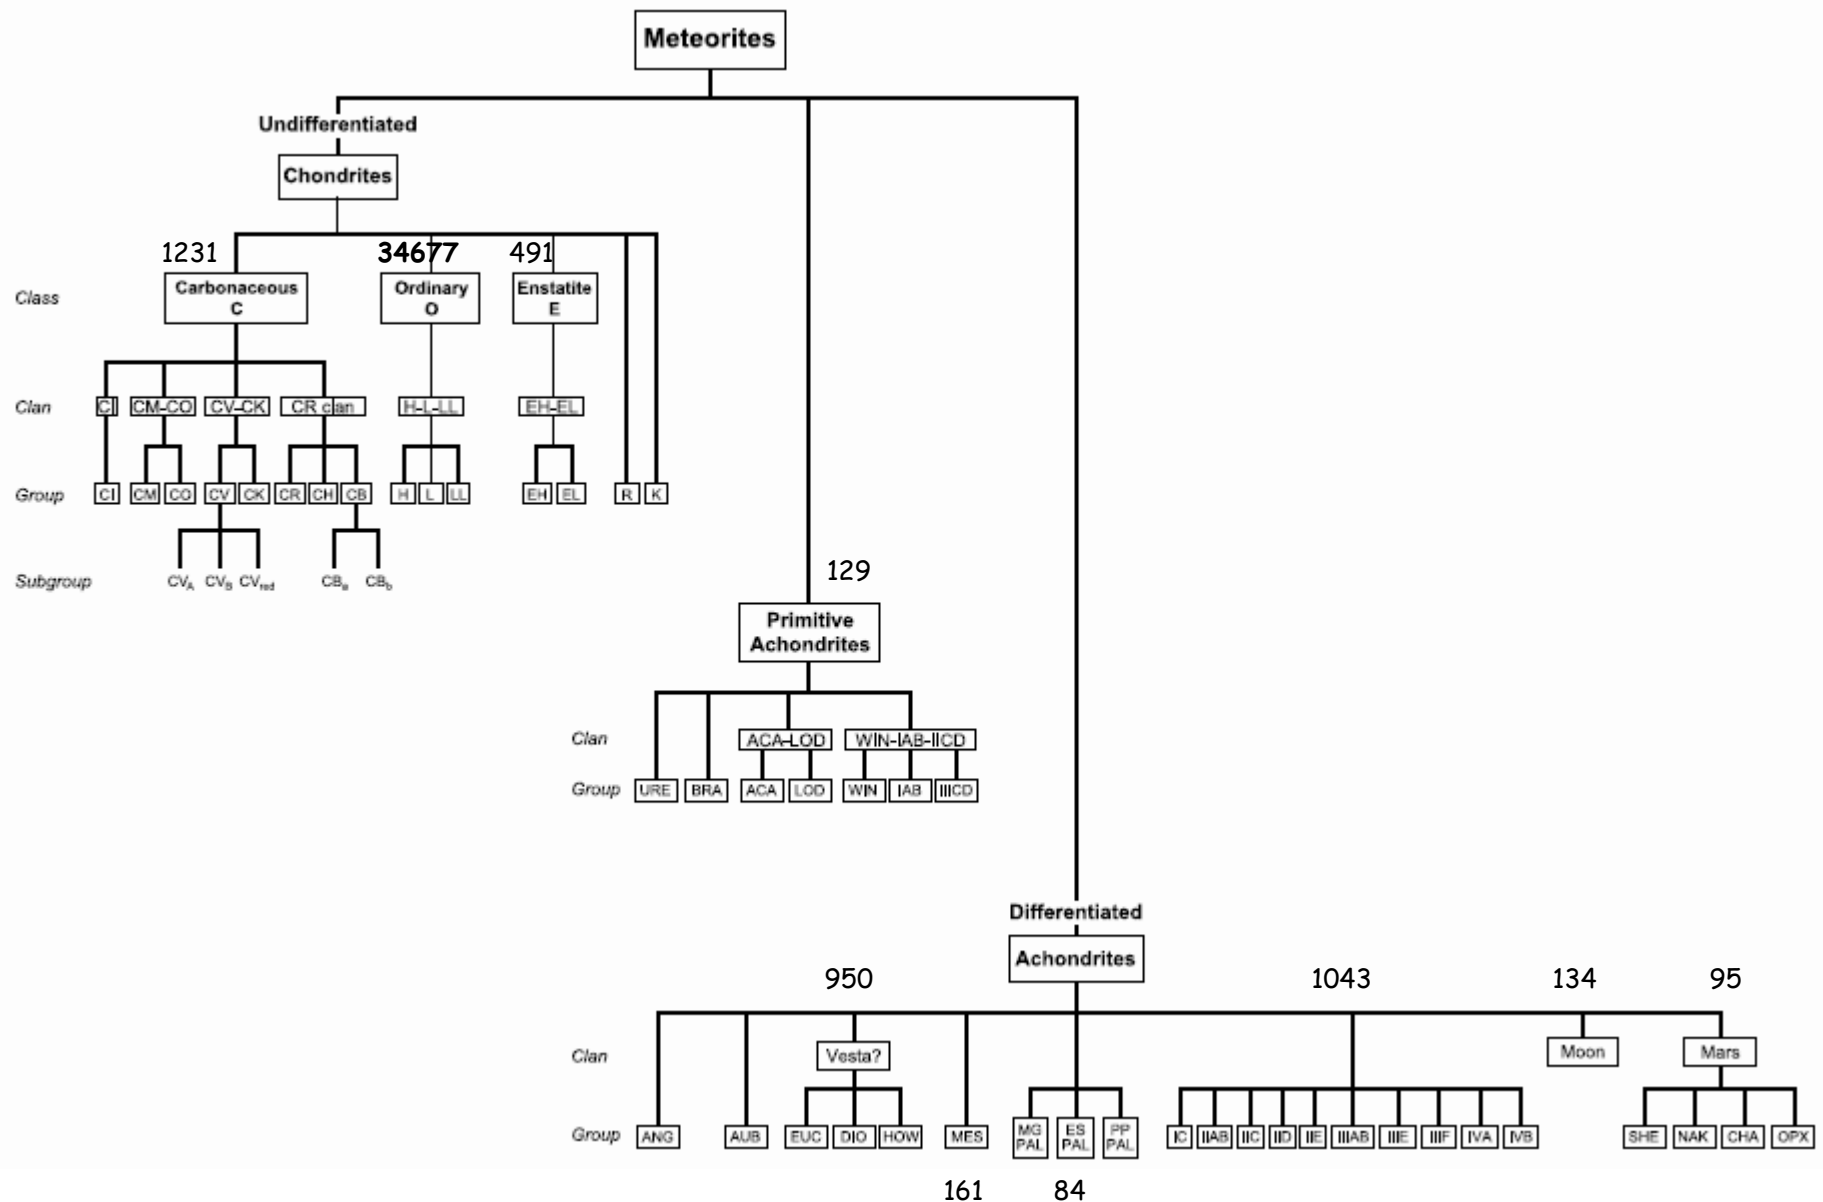 Meteorites
Undifferentiated
Chondrites
1231 34677 491
Class
Carbonaceous
C
Ordinary
O
Enstatite
E
Clan CI CM-CO CV-CK CR clan H-L-LL EH-EL
Group CI CM CO CV CK CR CH CB H L LL EH EL R K
Subgroup CVA CVB CVred CBa CBb
129
Primitive
Achondrites
Clan ACA-LOD WIN-IAB-IICD
Group URE BRA ACA LOD WIN IAB IIICD
Differentiated
Achondrites
950 1043 134 95
Clan Vesta? Moon Mars
Group ANG AUB EUC DIO HOW MES
MG
PAL
ES
PAL
PP
PAL
IC IIAB IIC IID IIE IIIAB IIIE IIIF IVA IVB SHE NAK CHA OPX
161 84